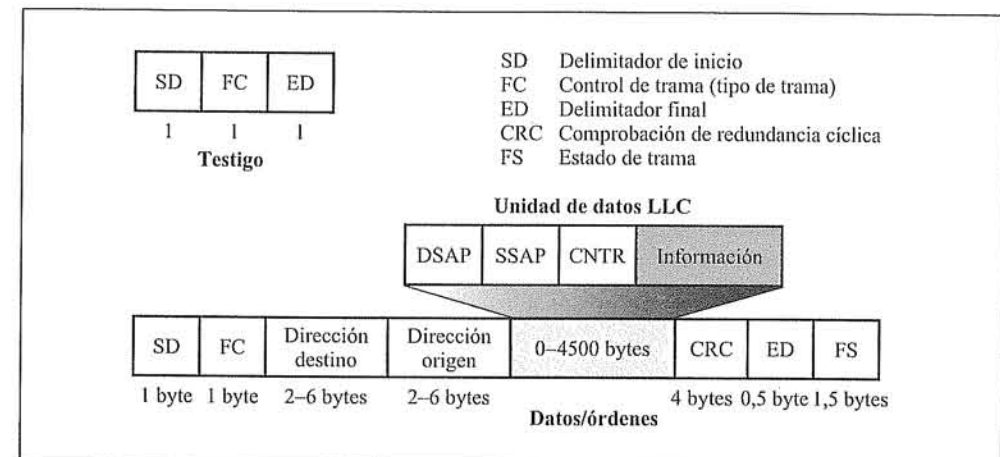 SD FC ED
1 1 1
Testigo
SD Delimitador de inicio
FC Control de trama (tipo de trama)
ED Delimitador final
CRC Comprobación de redundancia cíclica
FS Estado de trama
Unidad de datos LLC
DSAP SSAP CNTR Información
SD FC Dirección destino Dirección origen 0–4500 bytes CRC ED FS
1 byte 1 byte 2–6 bytes 2–6 bytes 4 bytes 0,5 byte 1,5 bytes
Datos/órdenes